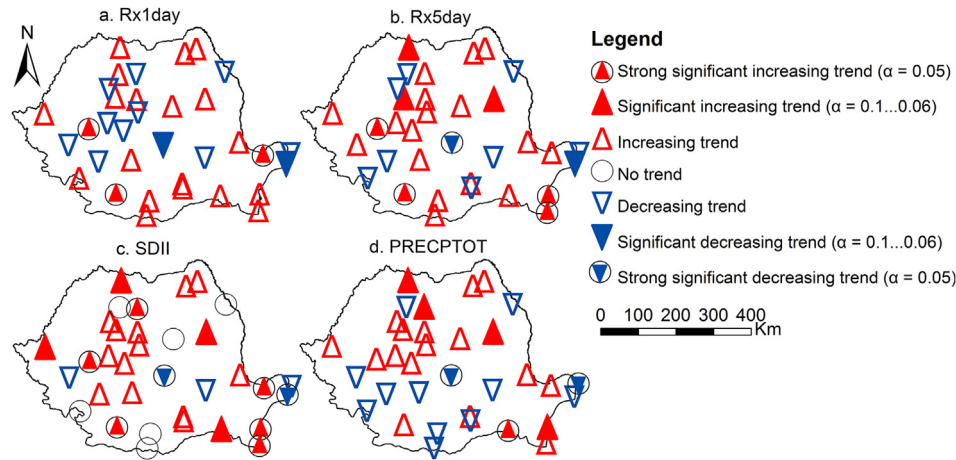 a. Rx1day
b. Rx5day
N
Legend
Strong significant increasing trend (α = 0.05)
Significant increasing trend (α = 0.1...0.06)
Increasing trend
No trend
Decreasing trend
Significant decreasing trend (α = 0.1...0.06)
Strong significant decreasing trend (α = 0.05)
c. SDII
d. PRECPTOT
0 100 200 300 400
Km